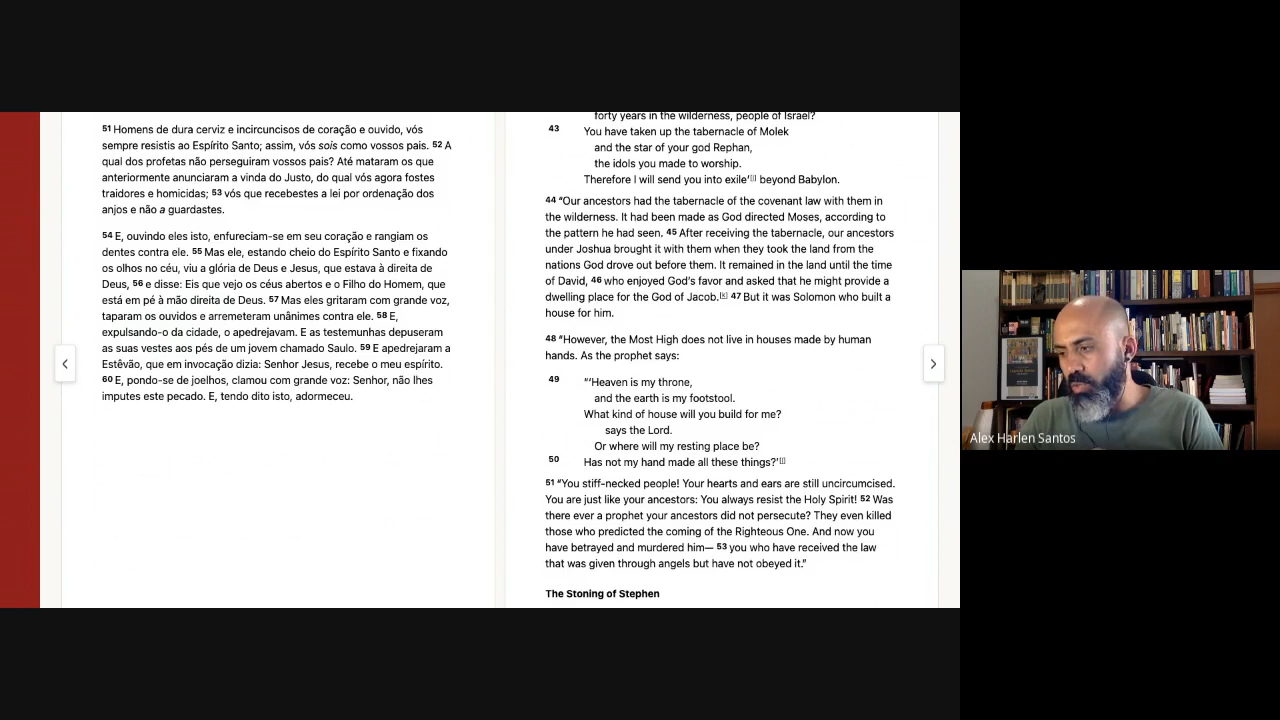 51 Homens de dura cerviz e incircuncisos de coração e ouvido, vós
sempre resistis ao Espírito Santo; assim, vós sois como vossos pais. 52 A
qual dos profetas não perseguiram vossos pais? Até mataram os que
anteriormente anunciaram a vinda do Justo, do qual vós agora fostes
traidores e homicidas; 53 vós que recebestes a lei por ordenação dos
anjos e não a guardastes.
54 E, ouvindo eles isto, enfureciam-se em seu coração e rangiam os
dentes contra ele. 55 Mas ele, estando cheio do Espírito Santo e fixando
os olhos no céu, viu a glória de Deus e Jesus, que estava à direita de
Deus, 56 e disse: Eis que vejo os céus abertos e o Filho do Homem, que
está em pé à mão direita de Deus. 57 Mas eles gritaram com grande voz,
taparam os ouvidos e arremeteram unânimes contra ele. 58 E,
expulsando-o da cidade, o apedrejavam. E as testemunhas depuseram
as suas vestes aos pés de um jovem chamado Saulo. 59 E apedrejaram a
Estêvão, que em invocação dizia: Senhor Jesus, recebe o meu espírito.
60 E, pondo-se de joelhos, clamou com grande voz: Senhor, não lhes
imputes este pecado. E, tendo dito isto, adormeceu.
forty years in the wilderness, people of Israel?
43 You have taken up the tabernacle of Molek
and the star of your god Rephan,
the idols you made to worship.
Therefore I will send you into exile’[j] beyond Babylon.
44 “Our ancestors had the tabernacle of the covenant law with them in
the wilderness. It had been made as God directed Moses, according to
the pattern he had seen. 45 After receiving the tabernacle, our ancestors
under Joshua brought it with them when they took the land from the
nations God drove out before them. It remained in the land until the time
of David, 46 who enjoyed God’s favor and asked that he might provide a
dwelling place for the God of Jacob.[k] 47 But it was Solomon who built a
house for him.
48 “However, the Most High does not live in houses made by human
hands. As the prophet says:
49 “‘Heaven is my throne,
and the earth is my footstool.
What kind of house will you build for me?
says the Lord.
Or where will my resting place be?
50 Has not my hand made all these things?’[l]
51 “You stiff-necked people! Your hearts and ears are still uncircumcised.
You are just like your ancestors: You always resist the Holy Spirit! 52 Was
there ever a prophet your ancestors did not persecute? They even killed
those who predicted the coming of the Righteous One. And now you
have betrayed and murdered him— 53 you who have received the law
that was given through angels but have not obeyed it.”
The Stoning of Stephen
Alex Harlen Santos